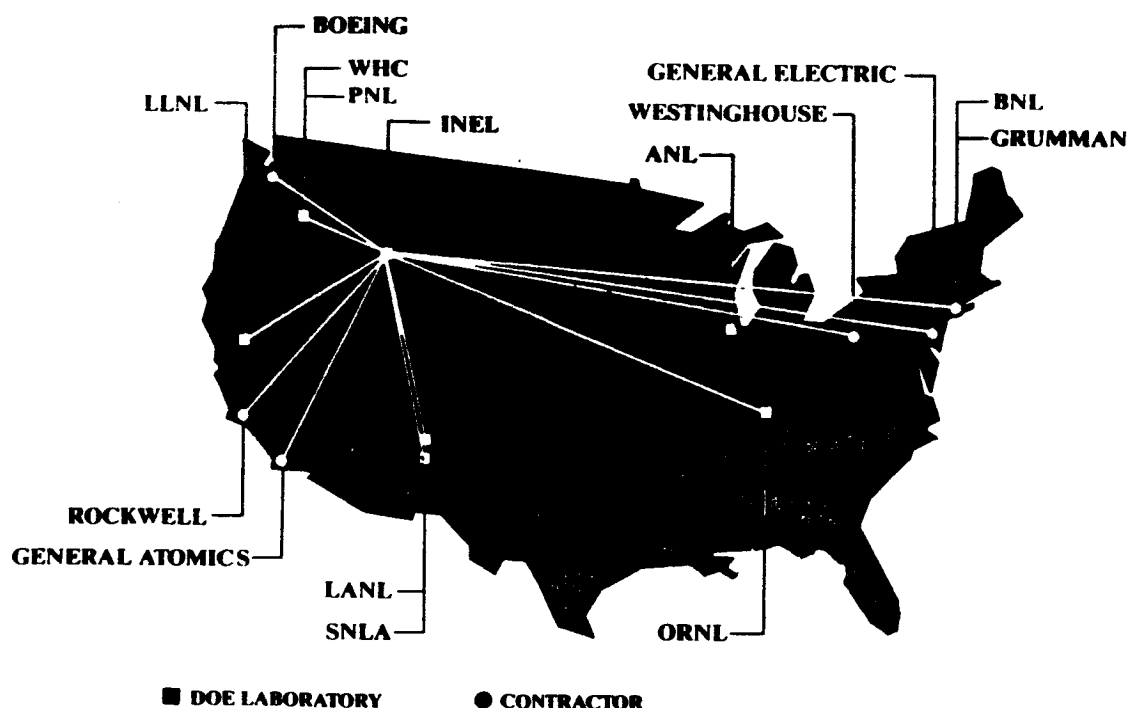 BOEING
WHC
PNL
LLNL
INEL
GENERAL ELECTRIC
WESTINGHOUSE
ANL
BNL
GRUMMAN
ROCKWELL
GENERAL ATOMICS
LANL
SNLA
ORNL
DOE LABORATORY
CONTRACTOR